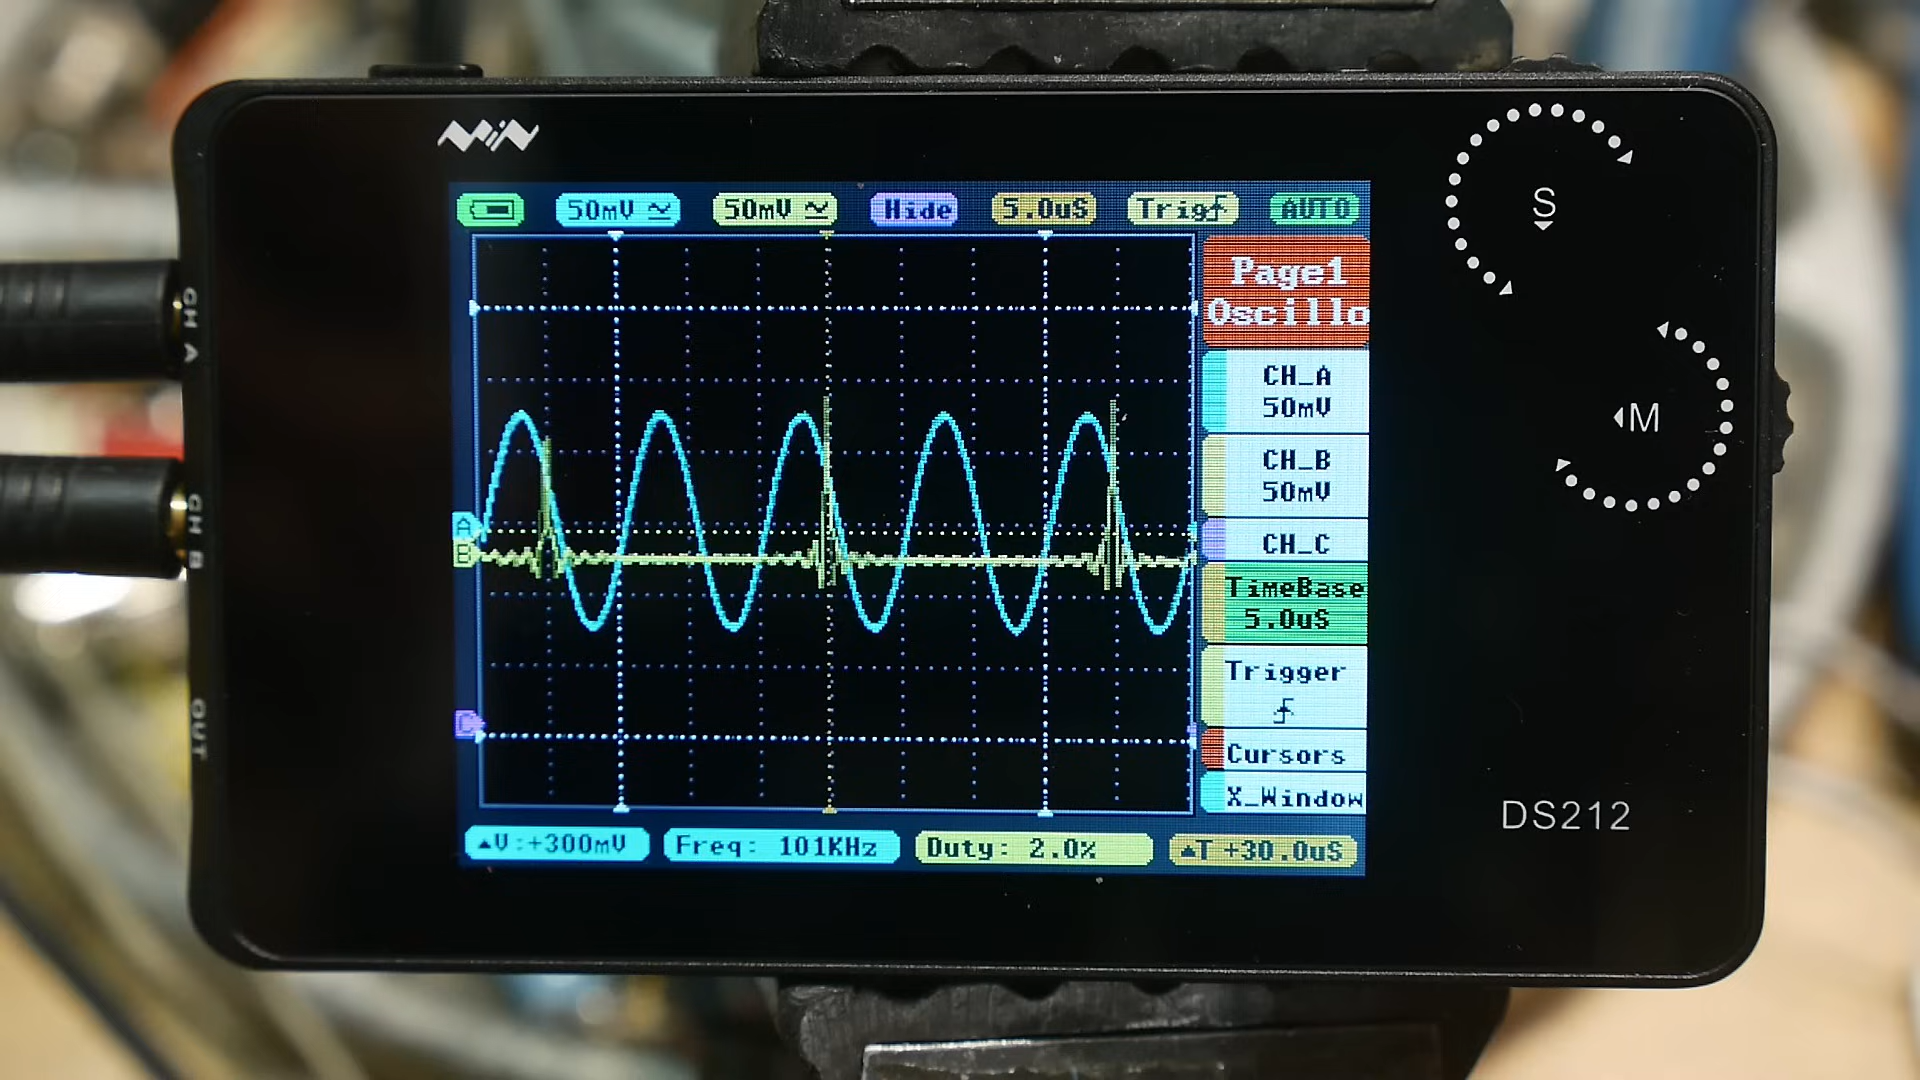 MiN
50mV 50mV Hide 5.0uS Trig AUTO
Page1
Oscillo
CH_A
50mV
CH_B
50mV
CH_C
TimeBase
5.0uS
Trigger
Cursors
X_Window
A
B
C
▲V:+300mV Freq: 101KHz Duty: 2.0% ▲T +30.0uS
CH A
CH B
OUT
S
M
DS212